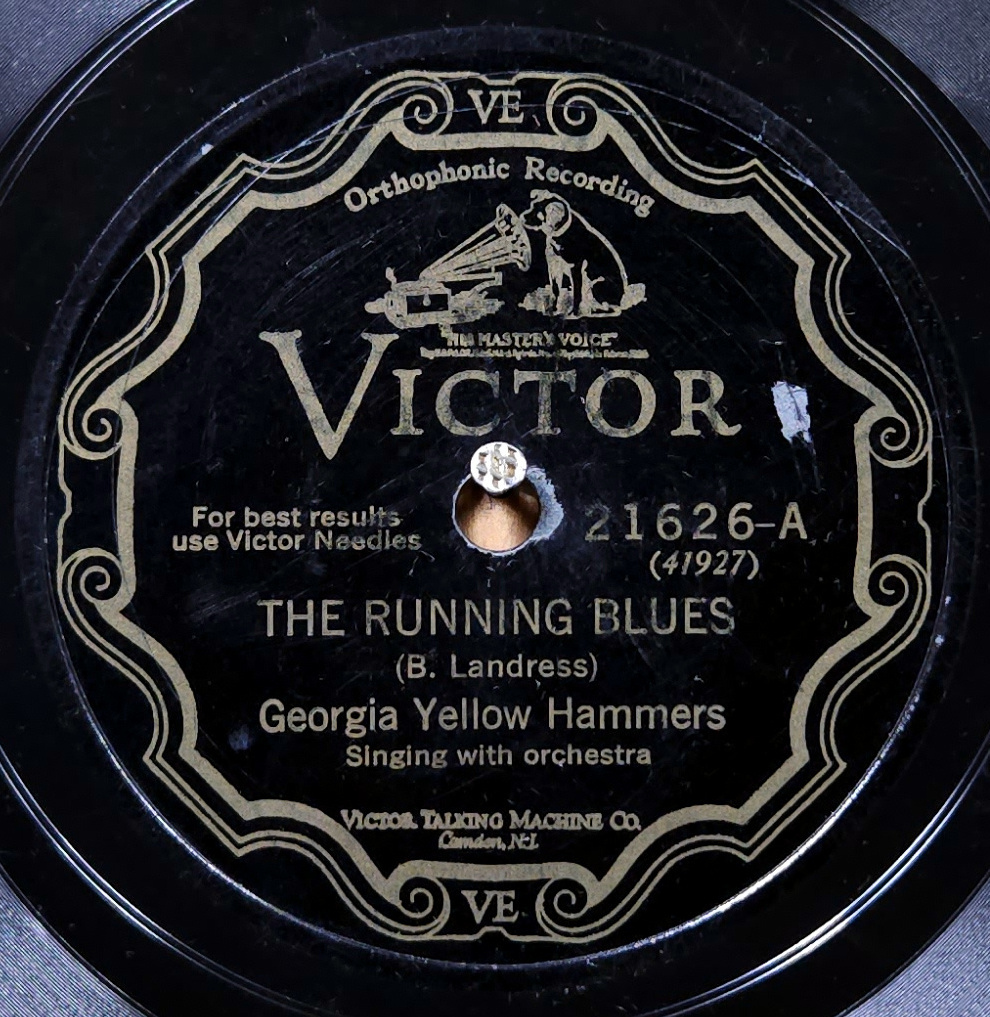 VE
Orthophonic Recording
"HIS MASTER'S VOICE"
VICTOR
For best results
use Victor Needles
21626-A
(41927)
THE RUNNING BLUES
(B. Landress)
Georgia Yellow Hammers
Singing with orchestra
VICTOR TALKING MACHINE CO.
Camden, N.J.
VE